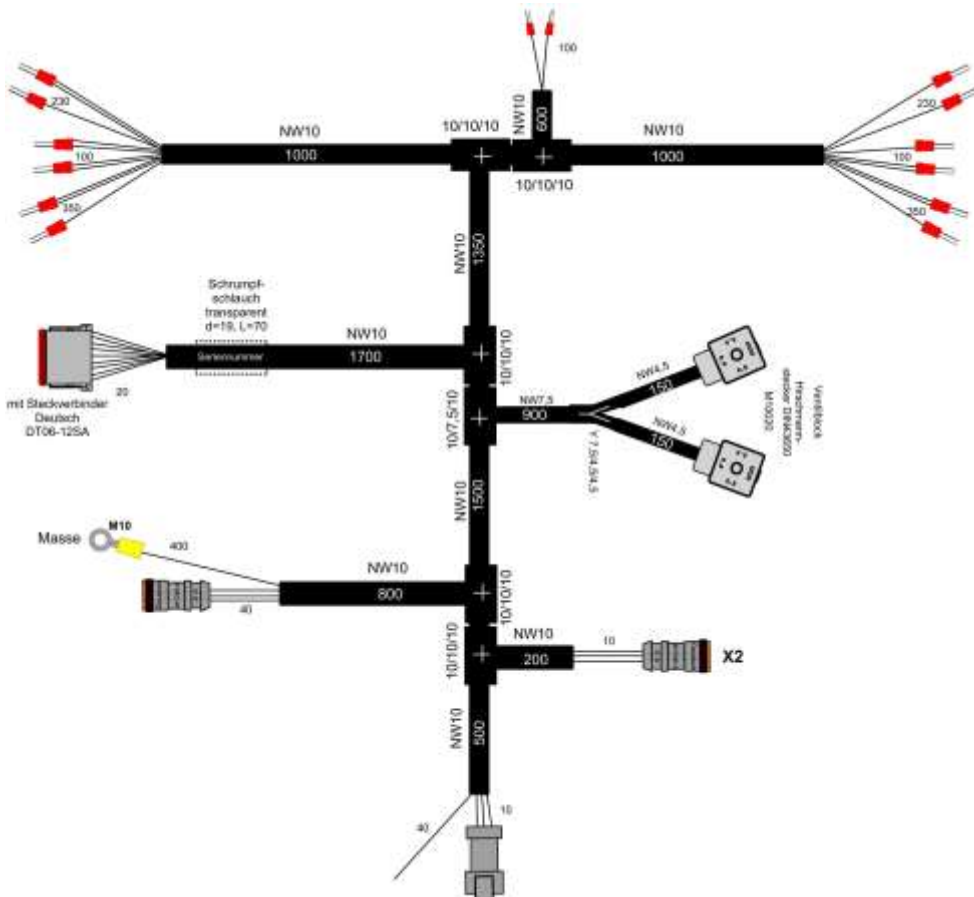 100
230
NW10
1000
10/10/10
NW10
600
NW10
1000
230
100
10/10/10
100
350
350
NW10
1350
Schrumpf-
schlauch
transparent
d=19, L=70
NW10
Seriennummer
1700
10/10/10
20
mit Steckverbinder
Deutsch
DT06-12SA
NW4,5
150
NW7,5
900
10/7,5/10
NW4,5
150
Y 7,5/4,5/4,5
Ventilblock
Hirschmann-
NW10
1500
Masse
M10
400
NW10
800
40
10/10/10
10/10/10
NW10
200
10
X2
NW10
500
10
40